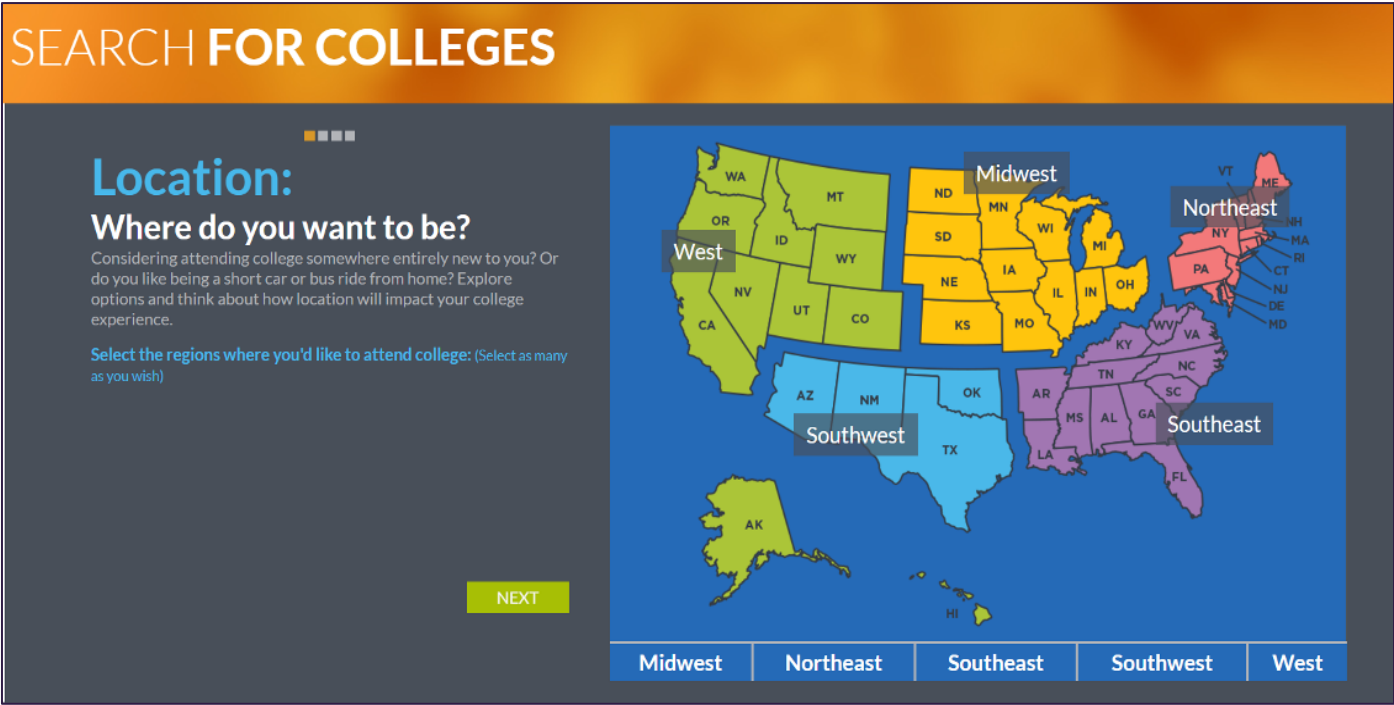 SEARCH FOR COLLEGES
Location:
Where do you want to be?
Considering attending college somewhere entirely new to you? Or
do you like being a short car or bus ride from home? Explore
options and think about how location will impact your college
experience.
Select the regions where you'd like to attend college: (Select as many
as you wish)
NEXT
Midwest
Northeast
West
Southwest
Southeast
WA
OR
CA
ID
NV
MT
WY
UT
CO
AK
HI
ND
SD
NE
KS
MN
IA
MO
WI
IL
MI
IN
OH
AZ
NM
OK
TX
AR
LA
MS
AL
GA
FL
TN
KY
WV
VA
NC
SC
VT
ME
NH
MA
RI
CT
NJ
DE
MD
NY
PA
Midwest
Northeast
Southeast
Southwest
West